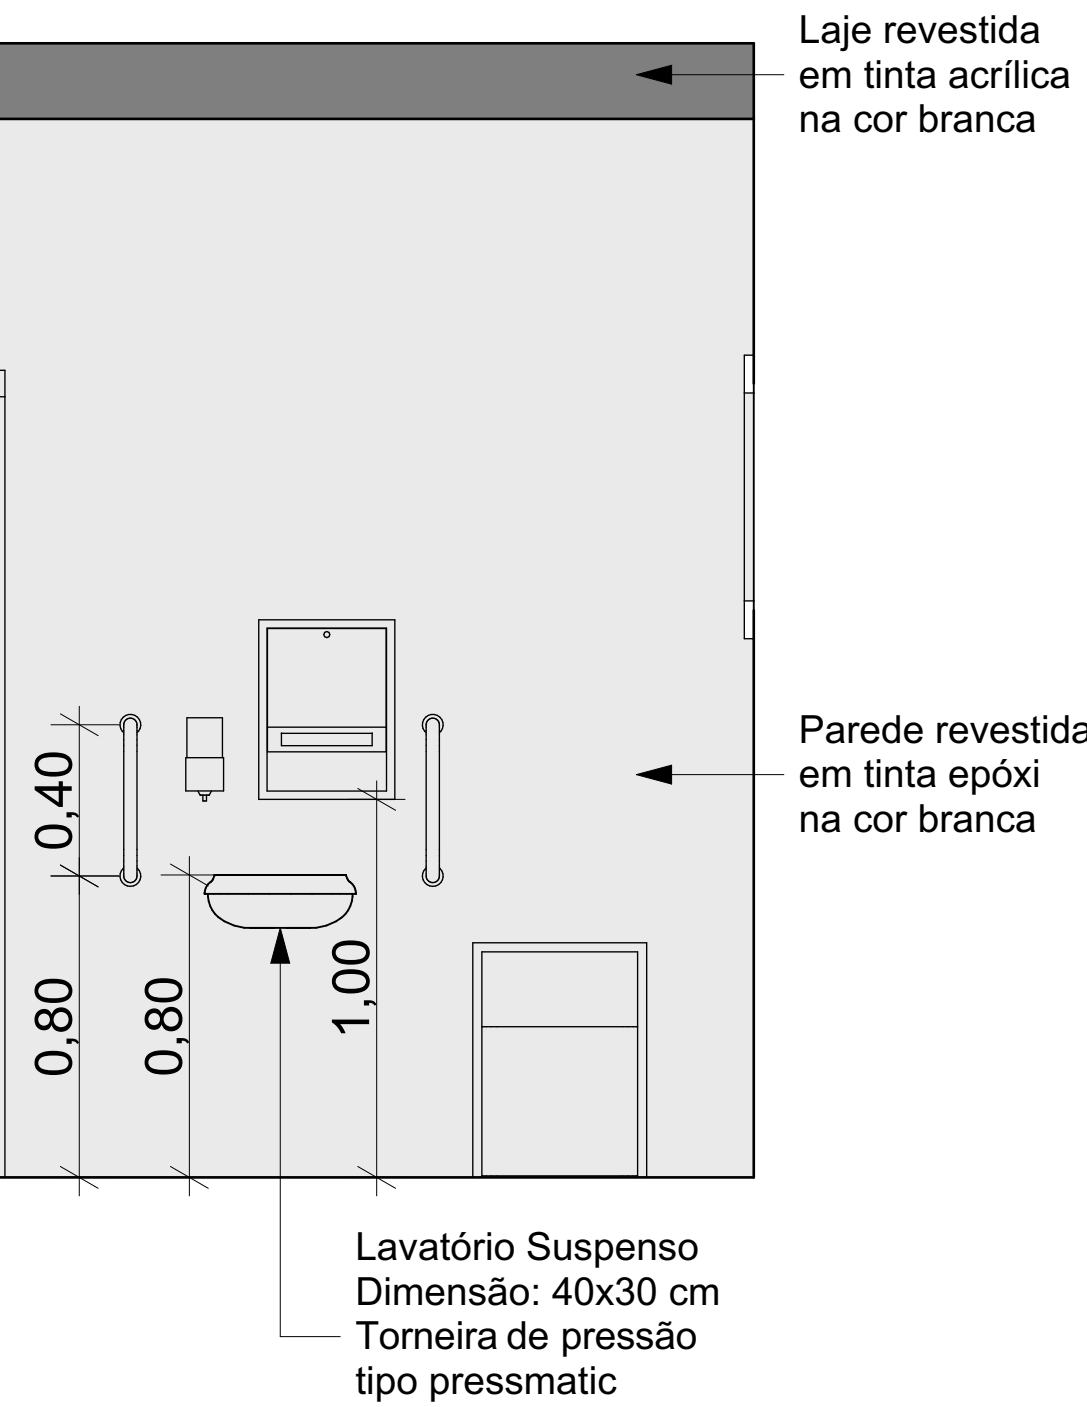 Laje revestida
em tinta acrílica
na cor branca
Parede revestida
em tinta epóxi
na cor branca
0,40
0,80
0,80
1,00
Lavatório Suspenso
Dimensão: 40x30 cm
Torneira de pressão
tipo pressmatic